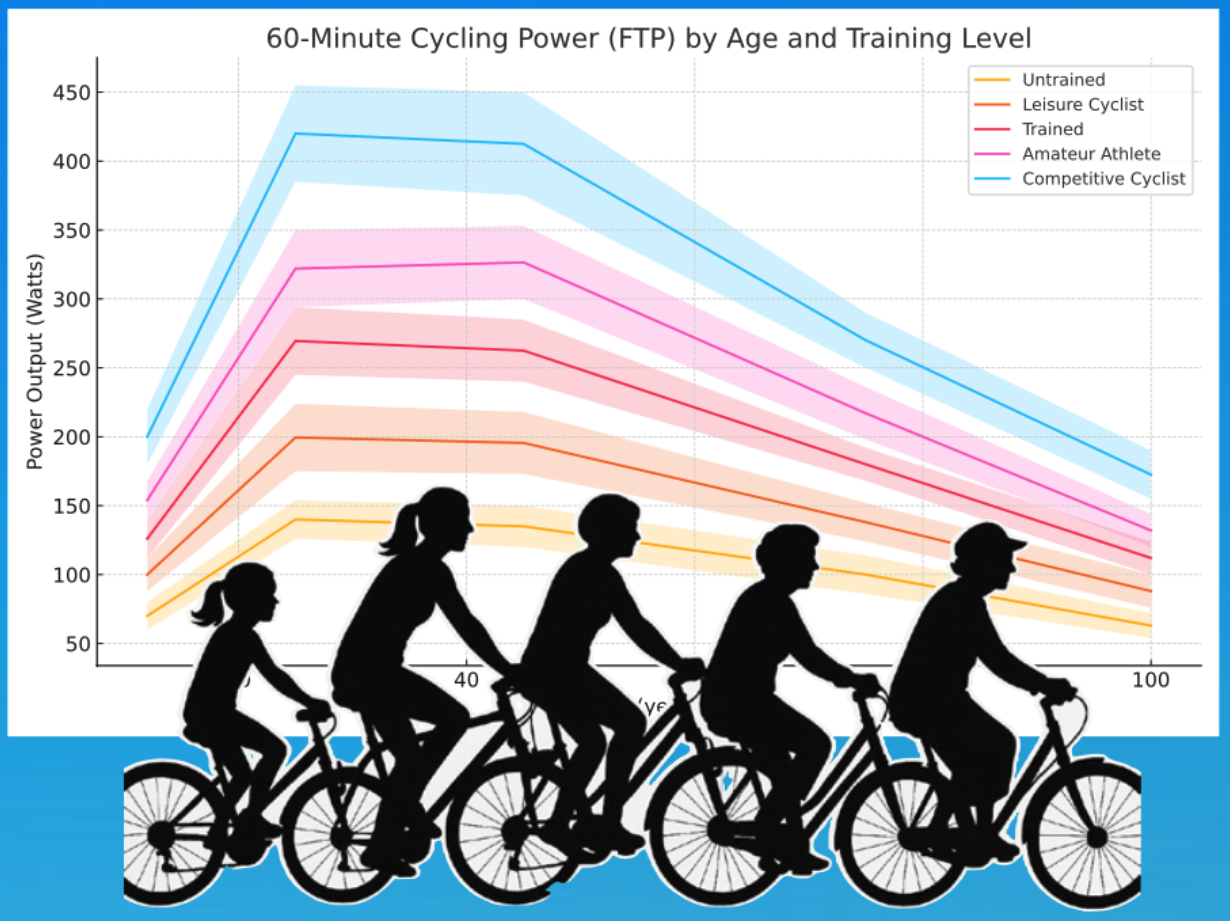 60-Minute Cycling Power (FTP) by Age and Training Level
Untrained
Leisure Cyclist
Trained
Amateur Athlete
Competitive Cyclist
Power Output (Watts)
450
400
350
300
250
200
150
100
50
40
100